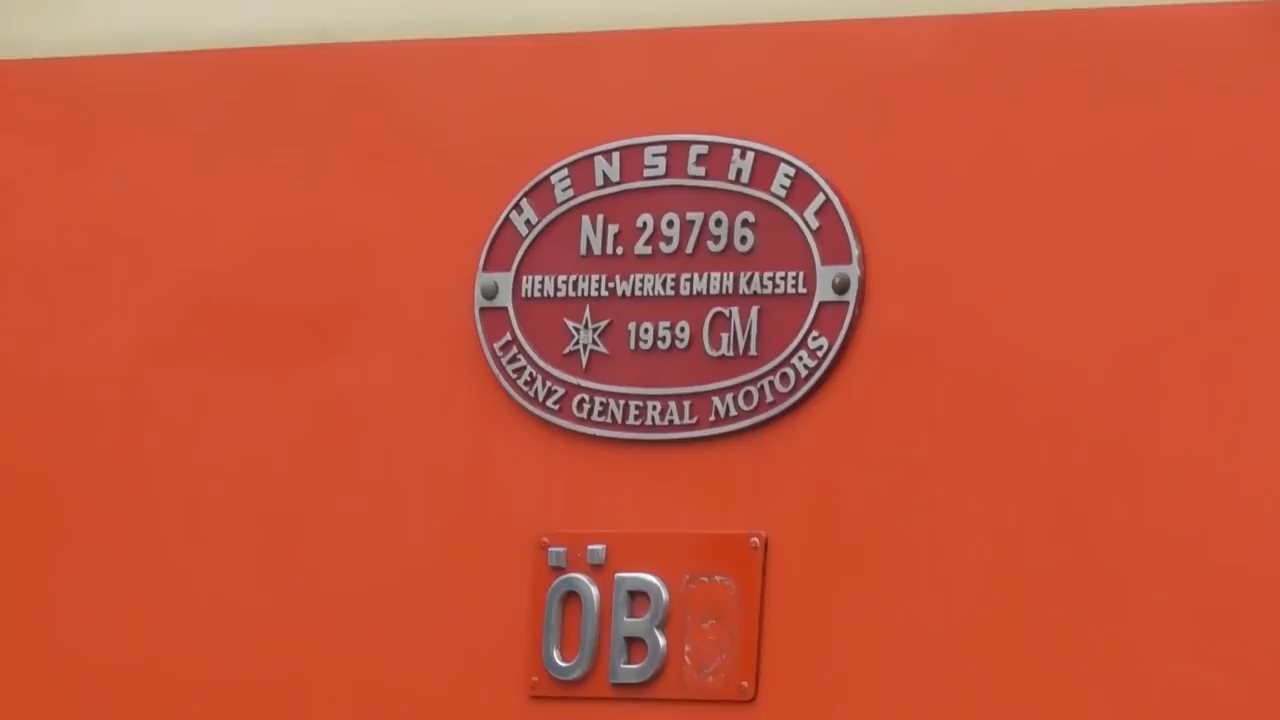 HENSCHEL
Nr. 29796
HENSCHEL-WERKE GMBH KASSEL
1959 GM
LIZENZ GENERAL MOTORS
ÖB